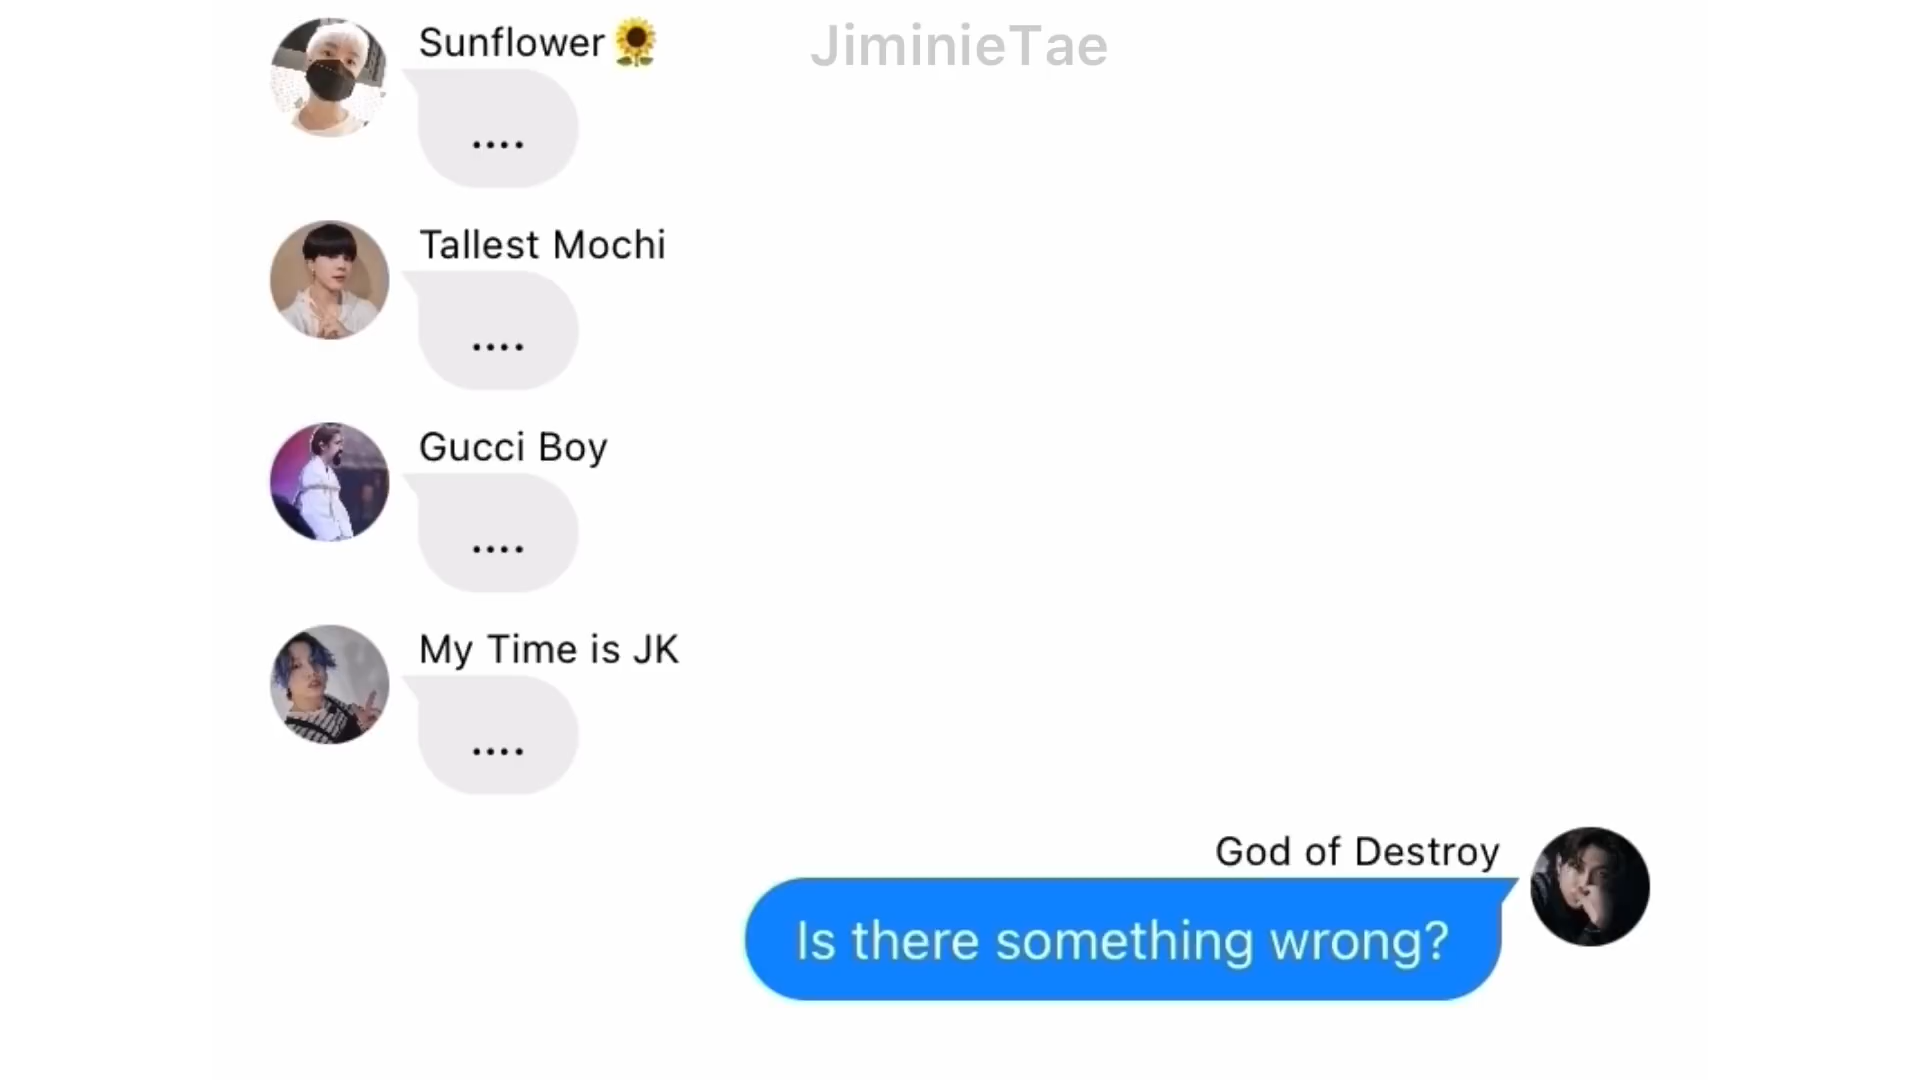 Sunflower🌻
JiminieTae
....
Tallest Mochi
....
Gucci Boy
....
My Time is JK
....
God of Destroy
Is there something wrong?